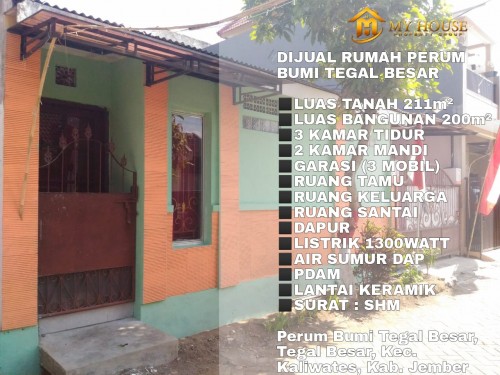 MY HOUSE
DIJUAL RUMAH PERUM
BUMI TEGAL BESAR
LUAS TANAH 211m²
LUAS BANGUNAN 200m²
3 KAMAR TIDUR
2 KAMAR MANDI
GARASI (3 MOBIL)
RUANG TAMU
RUANG KELUARGA
RUANG SANTAI
DAPUR
LISTRIK 1300WATT
AIR SUMUR DAP
PDAM
LANTAI KERAMIK
SURAT : SHM
Perum Bumi Tegal Besar,
Tegal Besar, Kec.
Kaliwates, Kab. Jember